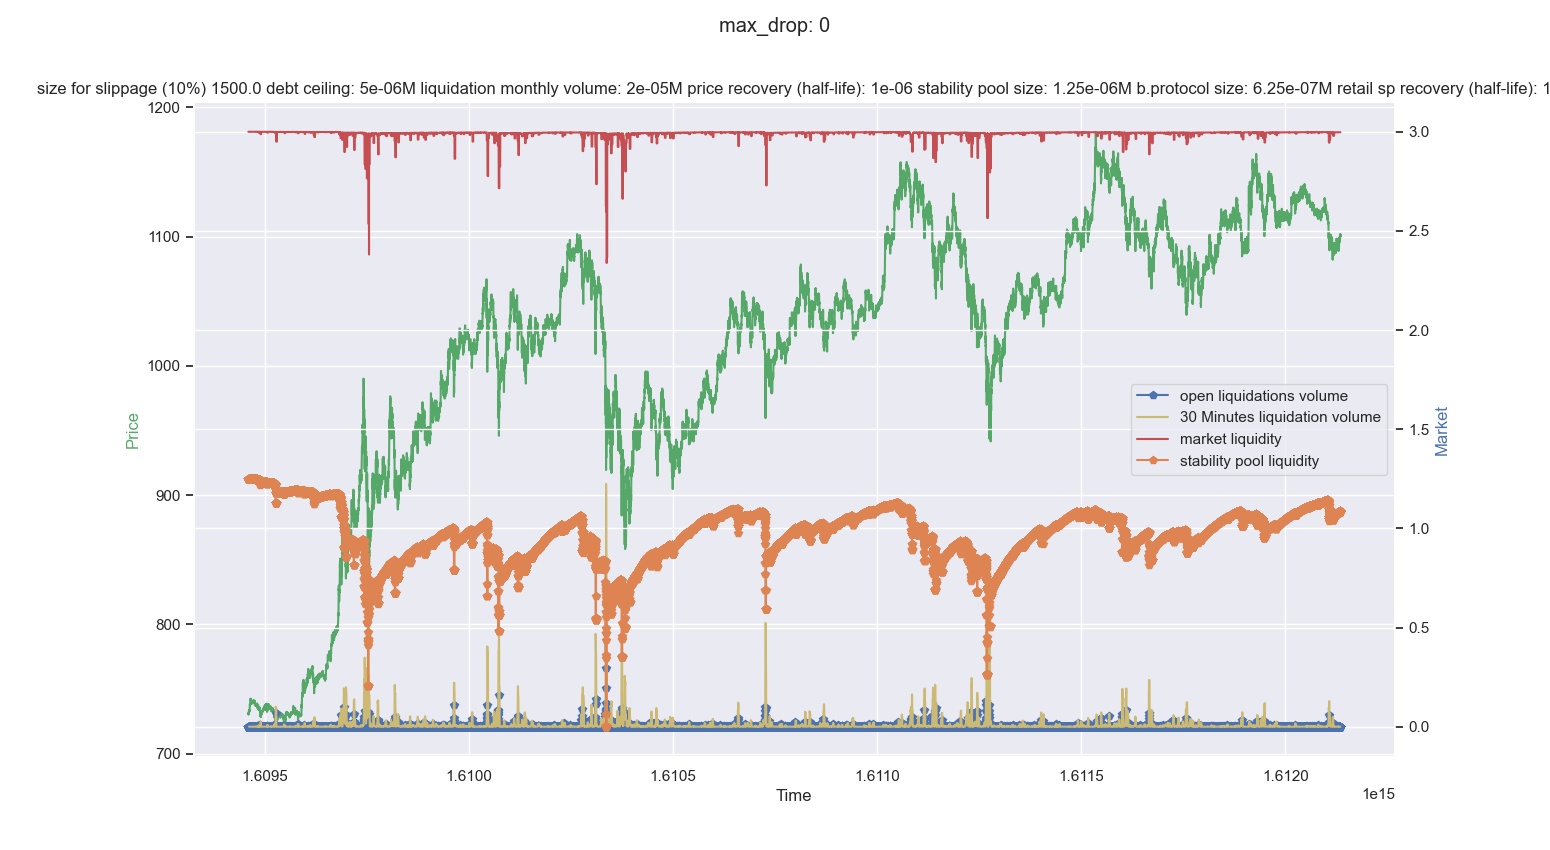 max_drop: 0
size for slippage (10%) 1500.0 debt ceiling: 5e-06M liquidation monthly volume: 2e-05M price recovery (half-life): 1e-06 stability pool size: 1.25e-06M b.protocol size: 6.25e-07M retail sp recovery (half-life): 1
1200
1100
1000
900
800
700
Price
3.0
2.5
2.0
1.5
1.0
0.5
0.0
Market
open liquidations volume
30 Minutes liquidation volume
market liquidity
stability pool liquidity
1.6095 1.6100 1.6105 1.6110 1.6115 1.6120
Time
1e15